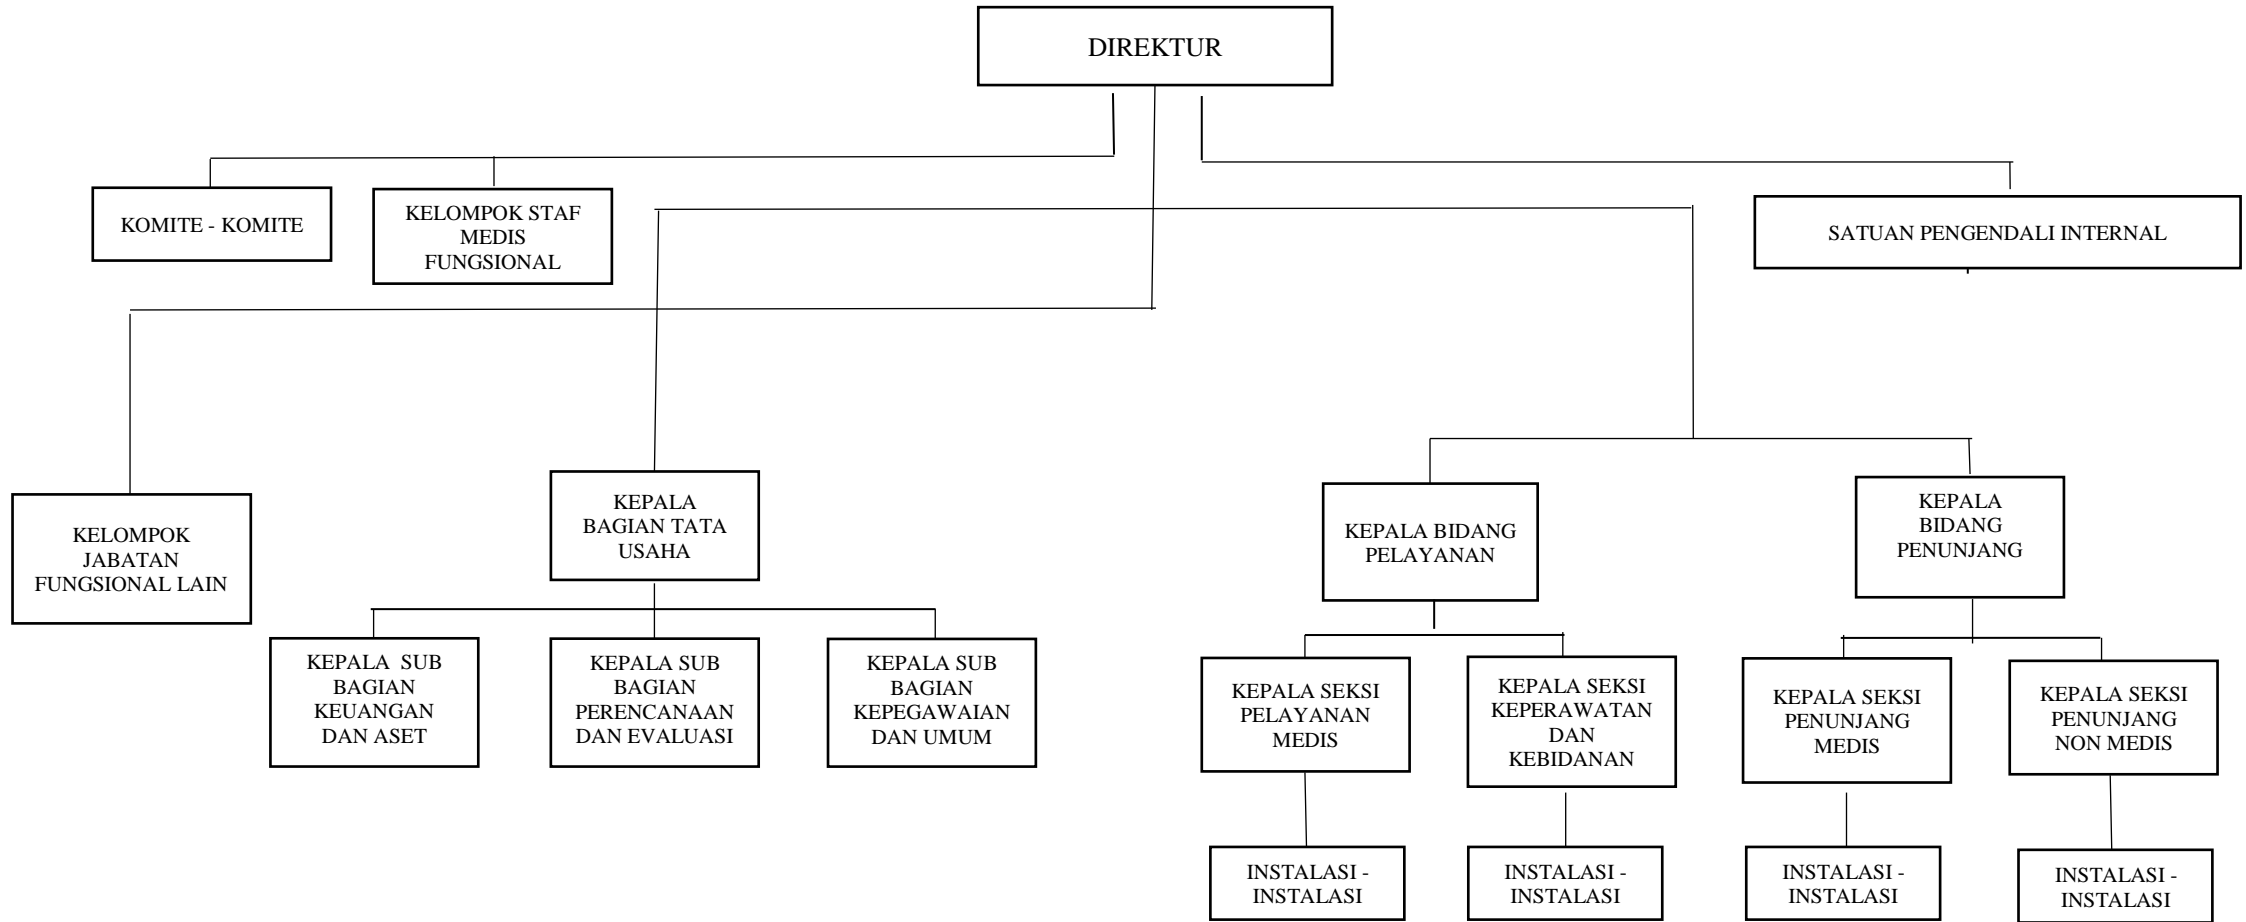 DIREKTUR
KOMITE - KOMITE
KELOMPOK STAF
MEDIS
FUNGSIONAL
SATUAN PENGENDALI INTERNAL
KELOMPOK
JABATAN
FUNGSIONAL LAIN
KEPALA
BAGIAN TATA
USAHA
KEPALA BIDANG
PELAYANAN
KEPALA
BIDANG
PENUNJANG
KEPALA SUB
BAGIAN
KEUANGAN
DAN ASET
KEPALA SUB
BAGIAN
PERENCANAAN
DAN EVALUASI
KEPALA SUB
BAGIAN
KEPEGAWAIAN
DAN UMUM
KEPALA SEKSI
PELAYANAN
MEDIS
KEPALA SEKSI
KEPERAWATAN
DAN
KEBIDANAN
KEPALA SEKSI
PENUNJANG
MEDIS
KEPALA SEKSI
PENUNJANG
NON MEDIS
INSTALASI -
INSTALASI
INSTALASI -
INSTALASI
INSTALASI -
INSTALASI
INSTALASI -
INSTALASI